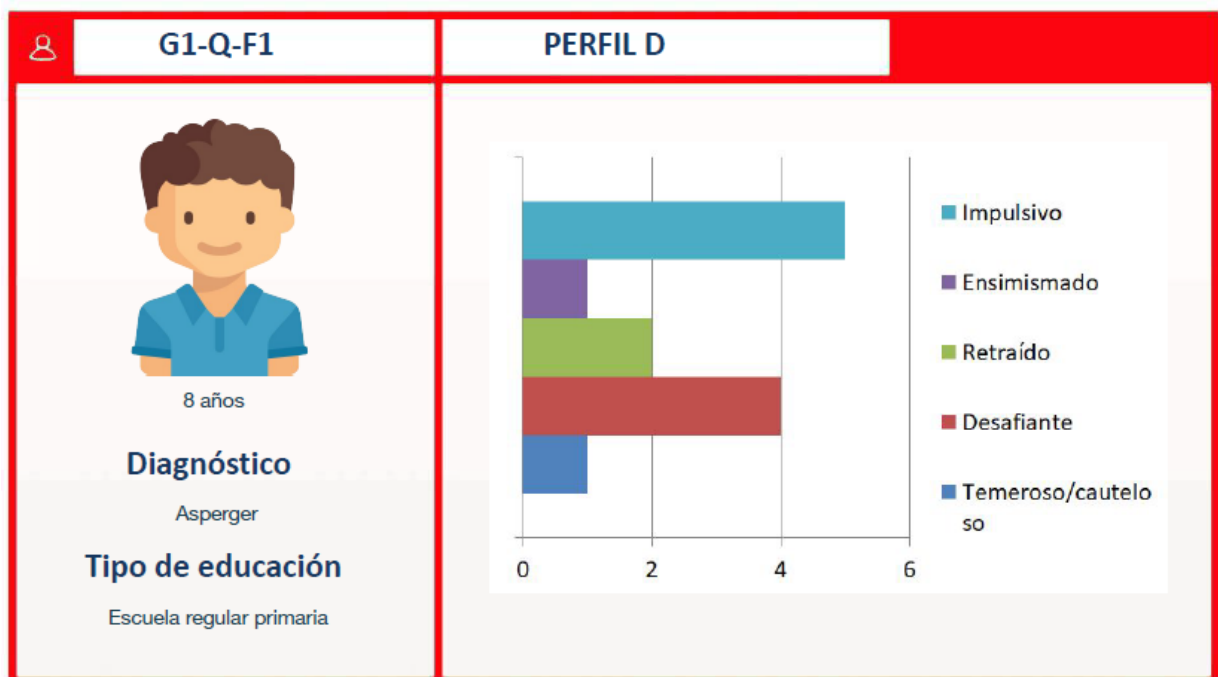 G1-Q-F1
PERFIL D
8 años
Diagnóstico
Asperger
Tipo de educación
Escuela regular primaria
Impulsivo
Ensimismado
Retraído
Desafiante
Temeroso/cautelo
so
0 2 4 6